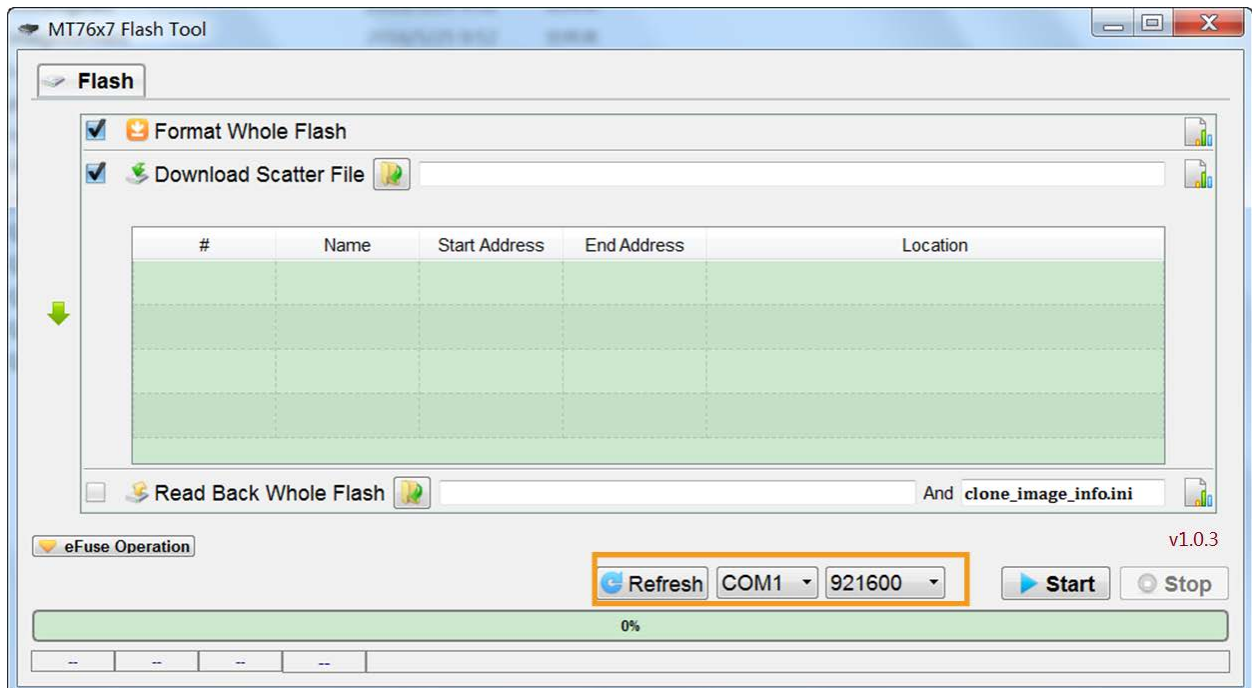 MT76x7 Flash Tool
Flash
Format Whole Flash
Download Scatter File
# Name Start Address End Address Location
Read Back Whole Flash And clone_image_info.ini
eFuse Operation
v1.0.3
Refresh COM1 921600 Start Stop
0%
-- -- -- --